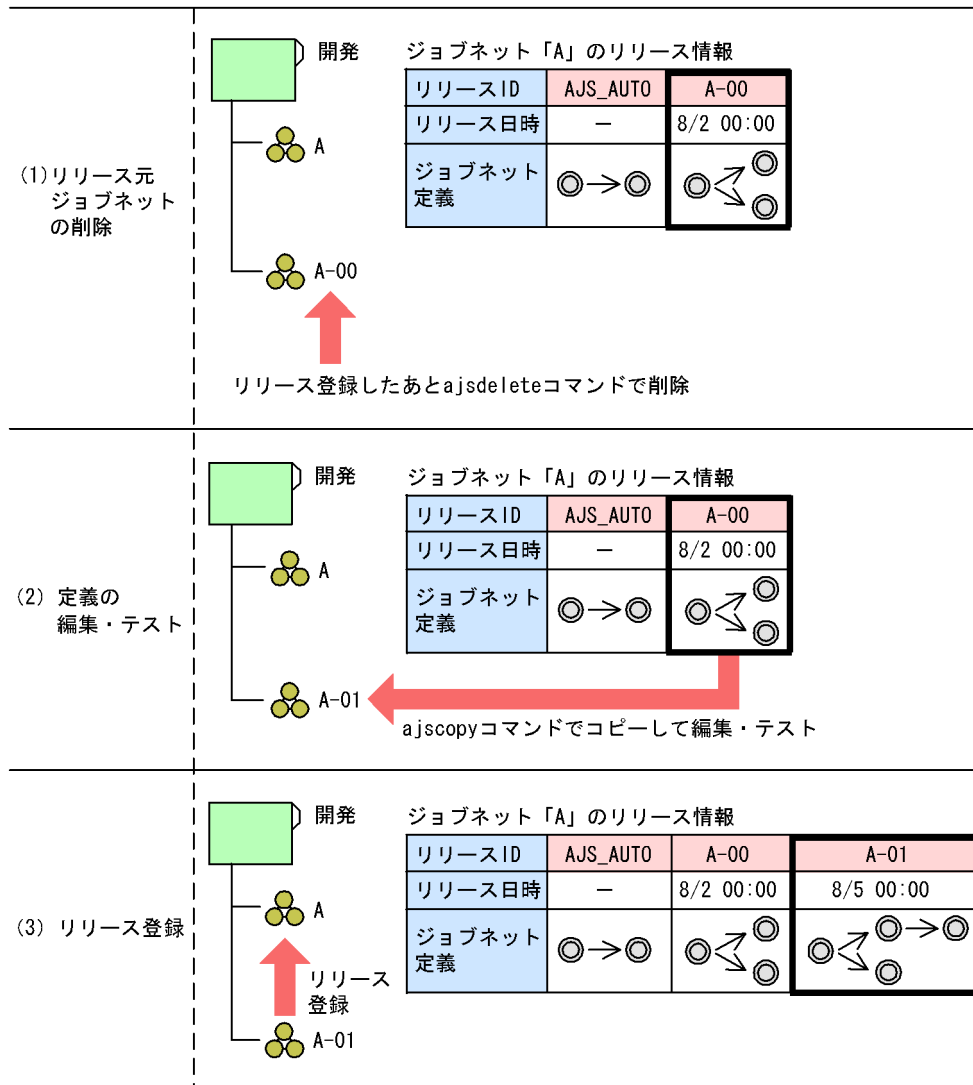 (1)リリース元
ジョブネット
の削除
開発
A
A-00
ジョブネット「A」のリリース情報
リリースID AJS_AUTO A-00
リリース日時 － 8/2 00:00
ジョブネット
定義
リリース登録したあとajsdeleteコマンドで削除
(2) 定義の
編集・テスト
開発
A
A-01
ジョブネット「A」のリリース情報
リリースID AJS_AUTO A-00
リリース日時 － 8/2 00:00
ジョブネット
定義
ajscopyコマンドでコピーして編集・テスト
(3) リリース登録
開発
A
リリース
登録
A-01
ジョブネット「A」のリリース情報
リリースID AJS_AUTO A-00 A-01
リリース日時 － 8/2 00:00 8/5 00:00
ジョブネット
定義